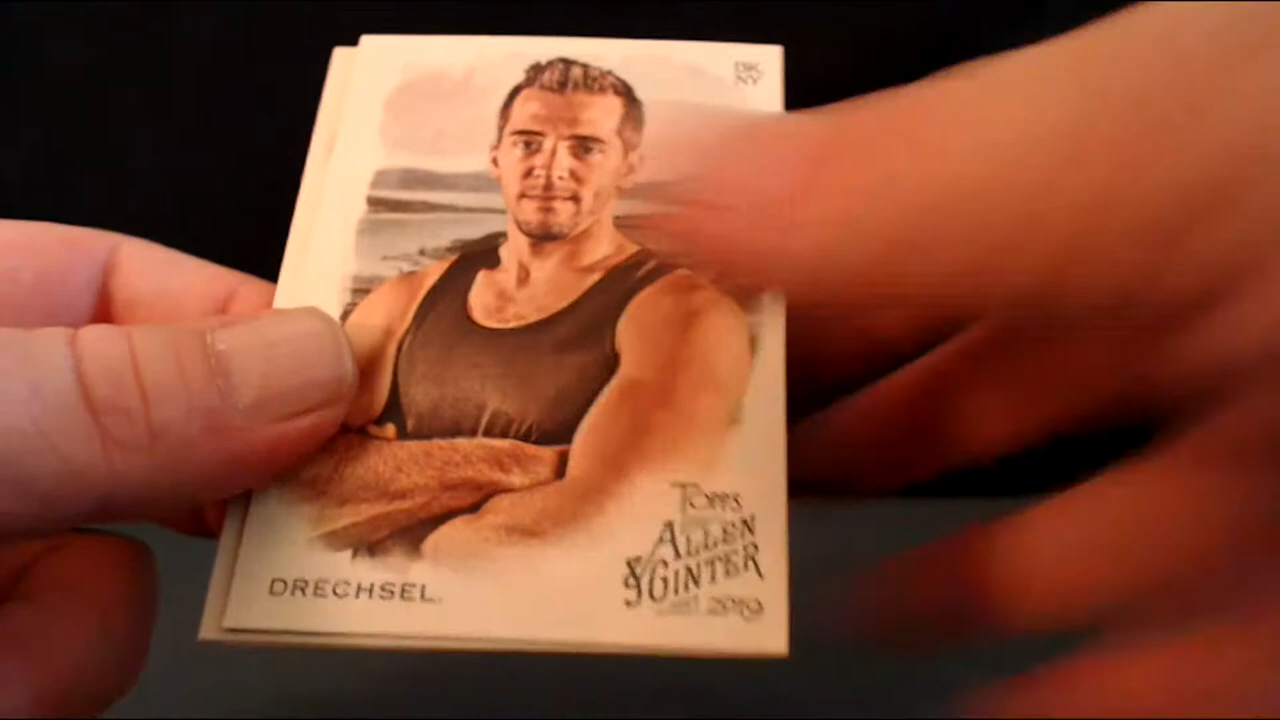 BK
NY
DRECHSEL.
TOPPS
ALLEN
& GINTER
2019